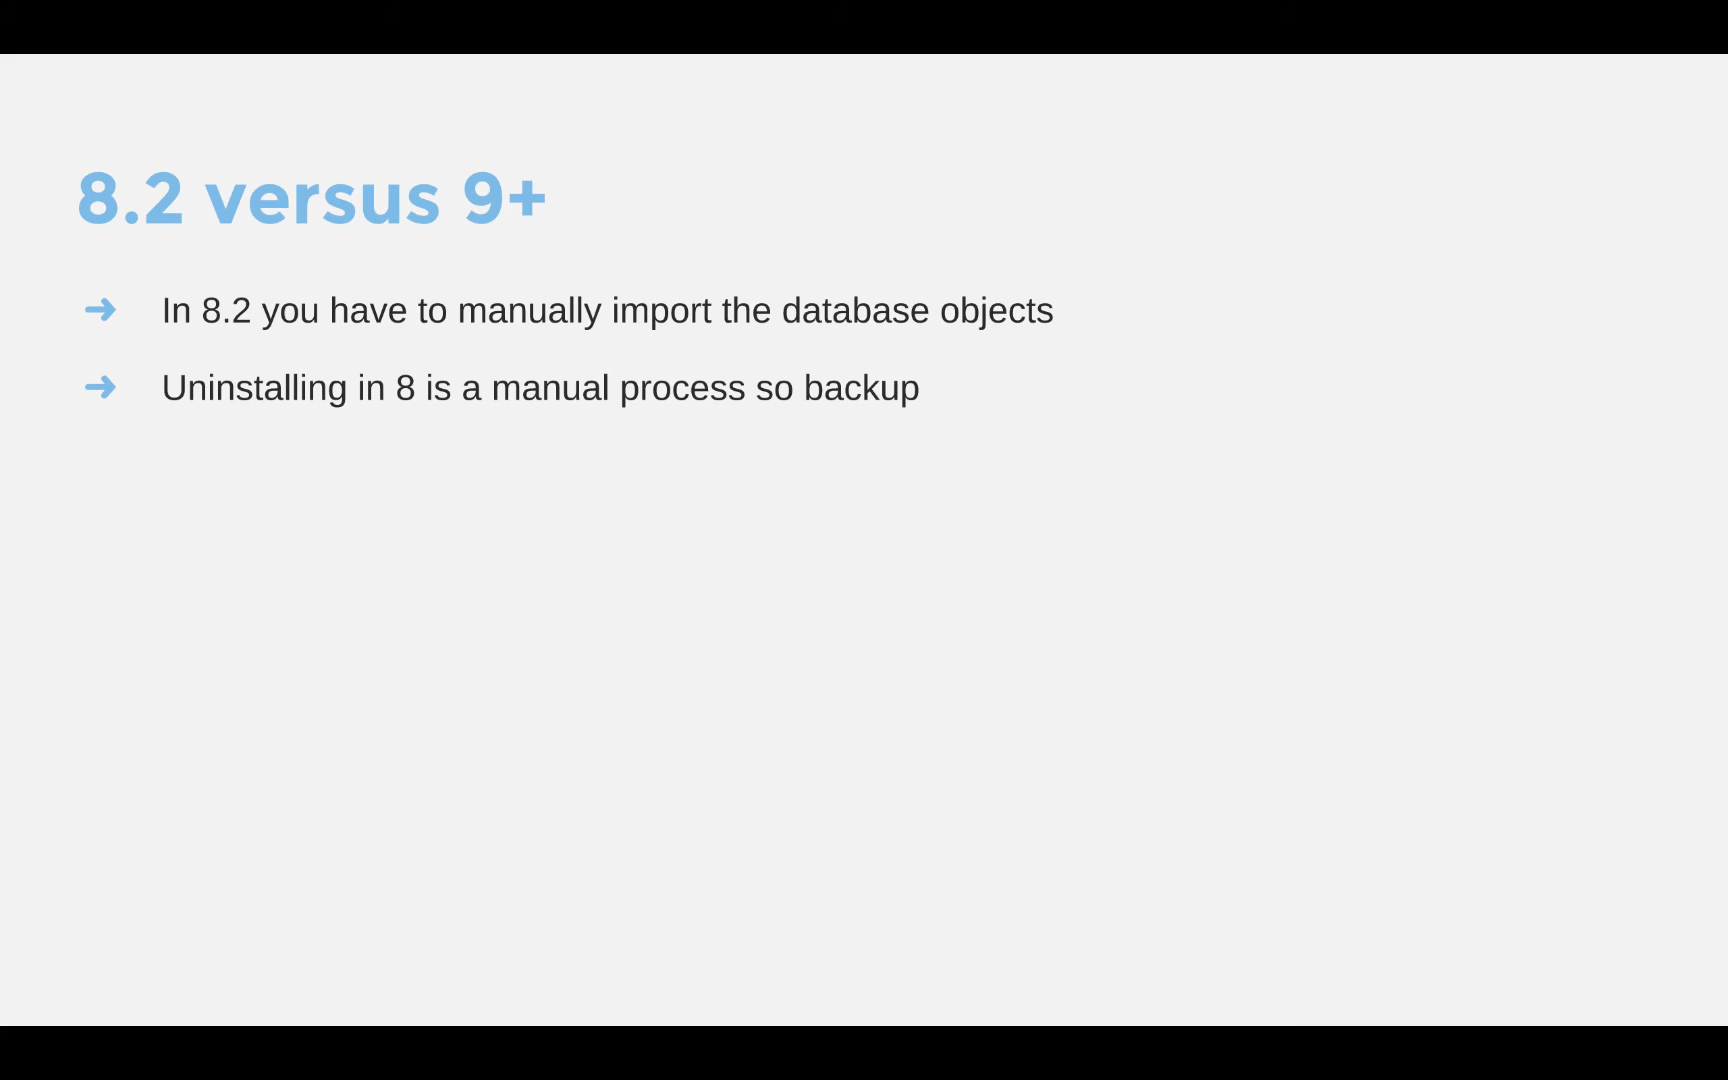 8.2 versus 9+
➜ In 8.2 you have to manually import the database objects
➜ Uninstalling in 8 is a manual process so backup